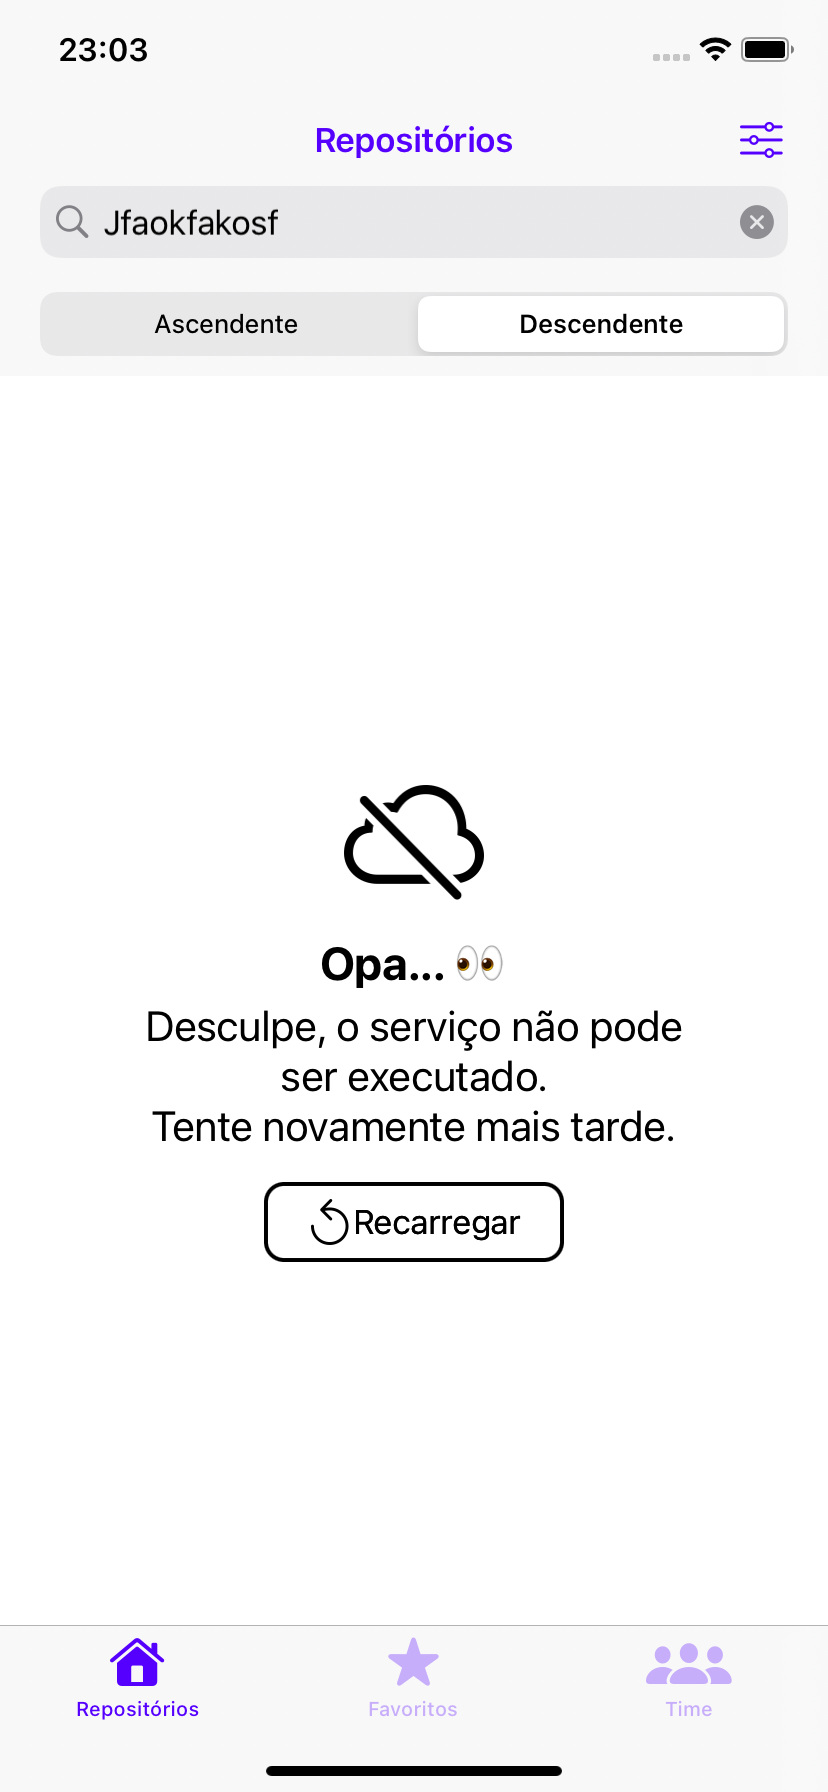 23:03
Repositórios
Jfaokfakosf
Ascendente
Descendente
Opa... 👀
Desculpe, o serviço não pode
ser executado.
Tente novamente mais tarde.
Recarregar
Repositórios
Favoritos
Time